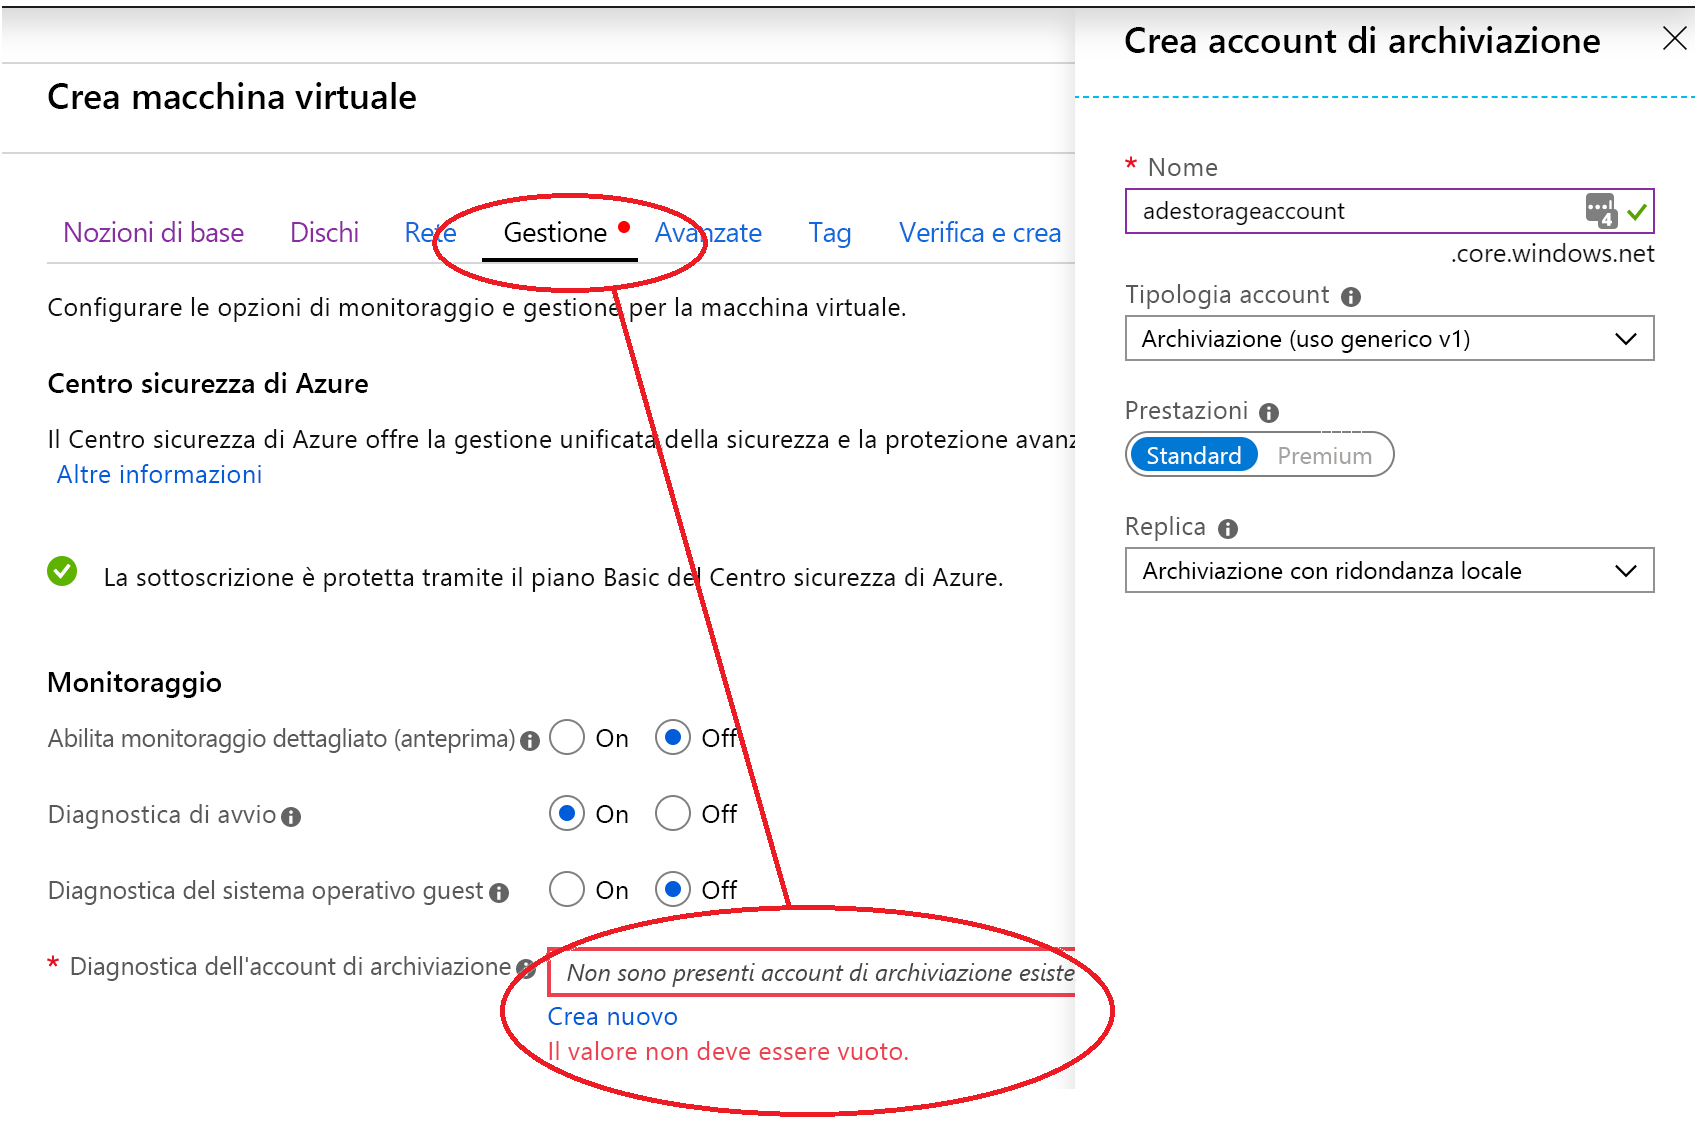 Crea macchina virtuale
Nozioni di base Dischi Rete Gestione Avanzate Tag Verifica e crea
Configurare le opzioni di monitoraggio e gestione per la macchina virtuale.
Centro sicurezza di Azure
Il Centro sicurezza di Azure offre la gestione unificata della sicurezza e la protezione avanz
Altre informazioni
La sottoscrizione è protetta tramite il piano Basic del Centro sicurezza di Azure.
Monitoraggio
Abilita monitoraggio dettagliato (anteprima) On Off
Diagnostica di avvio On Off
Diagnostica del sistema operativo guest On Off
* Diagnostica dell'account di archiviazione Non sono presenti account di archiviazione esiste
Crea nuovo
Il valore non deve essere vuoto.
Crea account di archiviazione
* Nome
adestorageaccount 4
.core.windows.net
Tipologia account
Archiviazione (uso generico v1)
Prestazioni
Standard Premium
Replica
Archiviazione con ridondanza locale